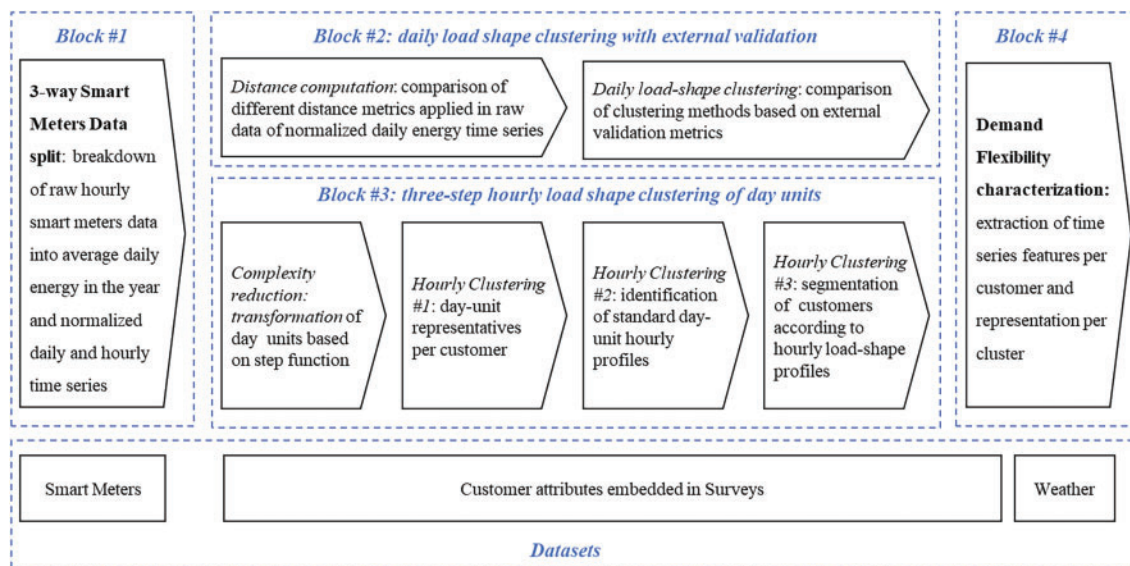 Block #1
3-way Smart
Meters Data
split: breakdown
of raw hourly
smart meters data
into average daily
energy in the year
and normalized
daily and hourly
time series
Block #2: daily load shape clustering with external validation
Distance computation: comparison of
different distance metrics applied in raw
data of normalized daily energy time series
Daily load-shape clustering: comparison
of clustering methods based on external
validation metrics
Block #3: three-step hourly load shape clustering of day units
Complexity
reduction:
transformation of
day units based
on step function
Hourly Clustering
#1: day-unit
representatives
per customer
Hourly Clustering
#2: identification
of standard day-
unit hourly
profiles
Hourly Clustering
#3: segmentation
of customers
according to
hourly load-shape
profiles
Block #4
Demand
Flexibility
characterization:
extraction of time
series features per
customer and
representation per
cluster
Smart Meters
Customer attributes embedded in Surveys
Weather
Datasets